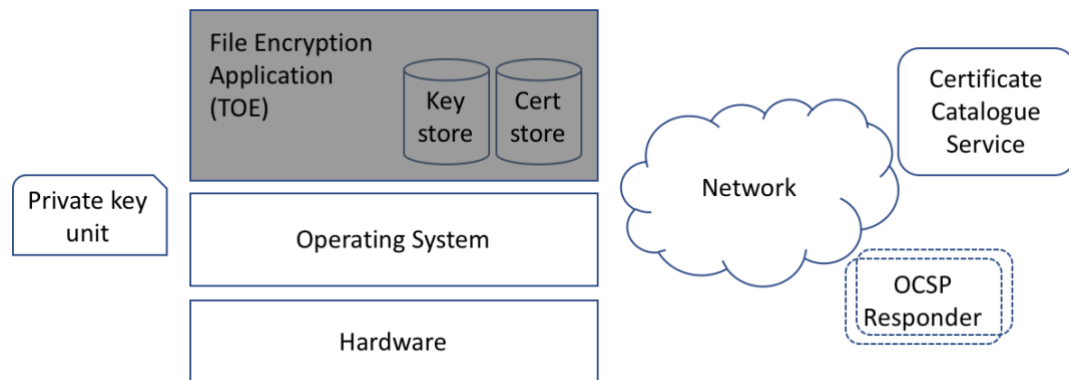 File Encryption
Application
(TOE)
Key
store
Cert
store
Private key
unit
Operating System
Hardware
Network
Certificate
Catalogue
Service
OCSP
Responder